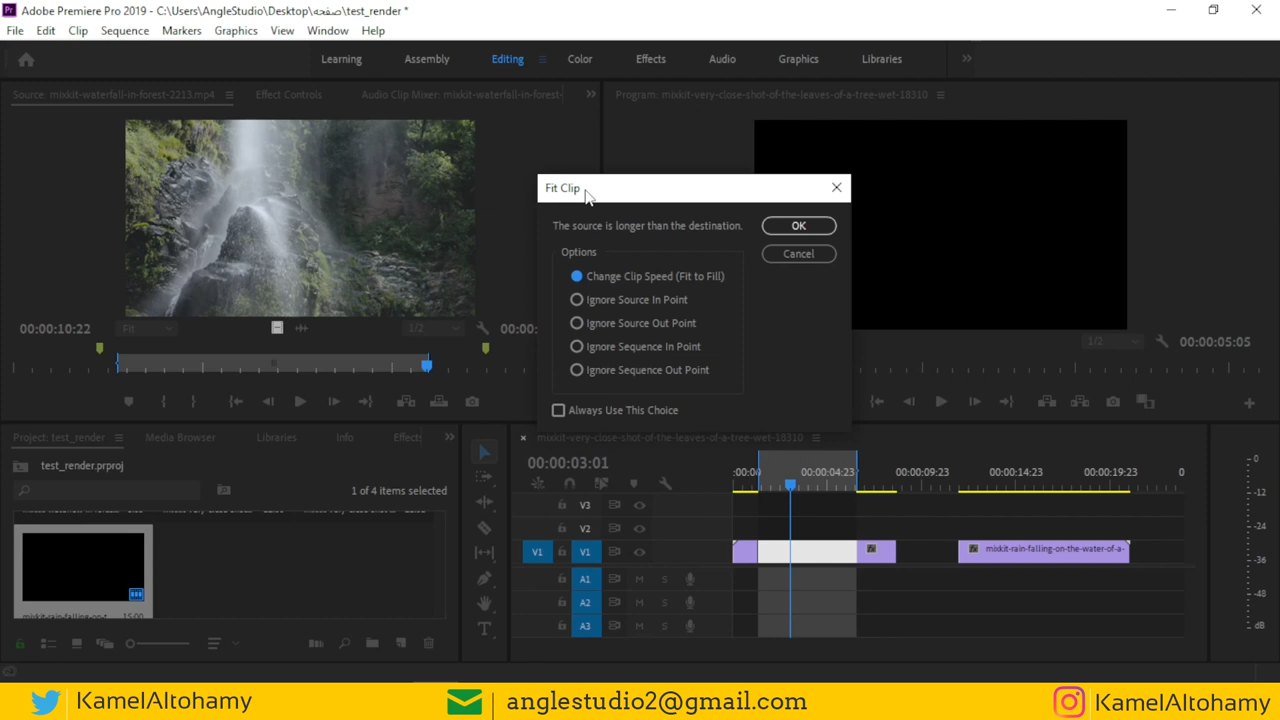 Adobe Premiere Pro 2019 - C:\Users\AngleStudio\Desktop\صفحه\test_render *
File Edit Clip Sequence Markers Graphics View Window Help
Learning Assembly Editing Color Effects Audio Graphics Libraries
Source: mixkit-waterfall-in-forest-2213.mp4 Effect Controls Audio Clip Mixer: mixkit-waterfall-in-forest-
Program: mixkit-very-close-shot-of-the-leaves-of-a-tree-wet-18310
Fit Clip
The source is longer than the destination.
OK
Options
Cancel
Change Clip Speed (Fit to Fill)
Ignore Source In Point
Ignore Source Out Point
Ignore Sequence In Point
Ignore Sequence Out Point
Always Use This Choice
00:00:10:22 Fit 1/2 00:00:
1/2 00:00:05:05
Project: test_render Media Browser Libraries Info Effects
test_render.prproj
1 of 4 items selected
15:09
mixkit-very-close-shot-of-the-leaves-of-a-tree-wet-18310
00:00:03:01
:00:00 00:00:04:23 00:00:09:23 00:00:14:23 00:00:19:23 0
V3
V2
V1 V1 mixkit-rain-falling-on-the-water-of-a-
A1 M S
A2 M S
A3 M S
0
-12
-24
-36
-48
dB
KamelAltohamy anglestudio2@gmail.com KamelAltohamy